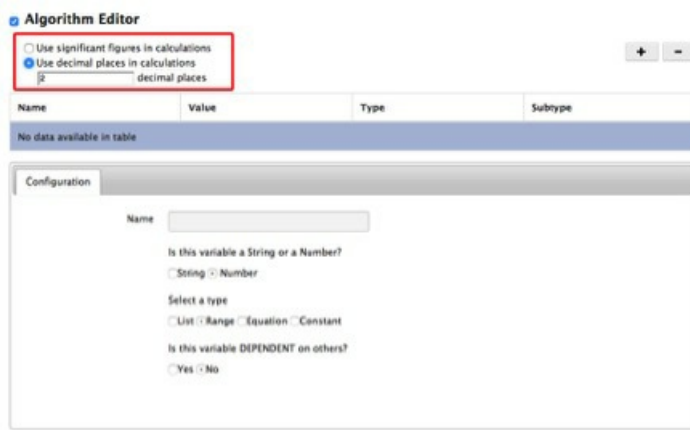 Algorithm Editor
Use significant figures in calculations
Use decimal places in calculations
2 decimal places
+ -
Name Value Type Subtype
No data available in table
Configuration
Name
Is this variable a String or a Number?
String Number
Select a type
List Range Equation Constant
Is this variable DEPENDENT on others?
Yes No